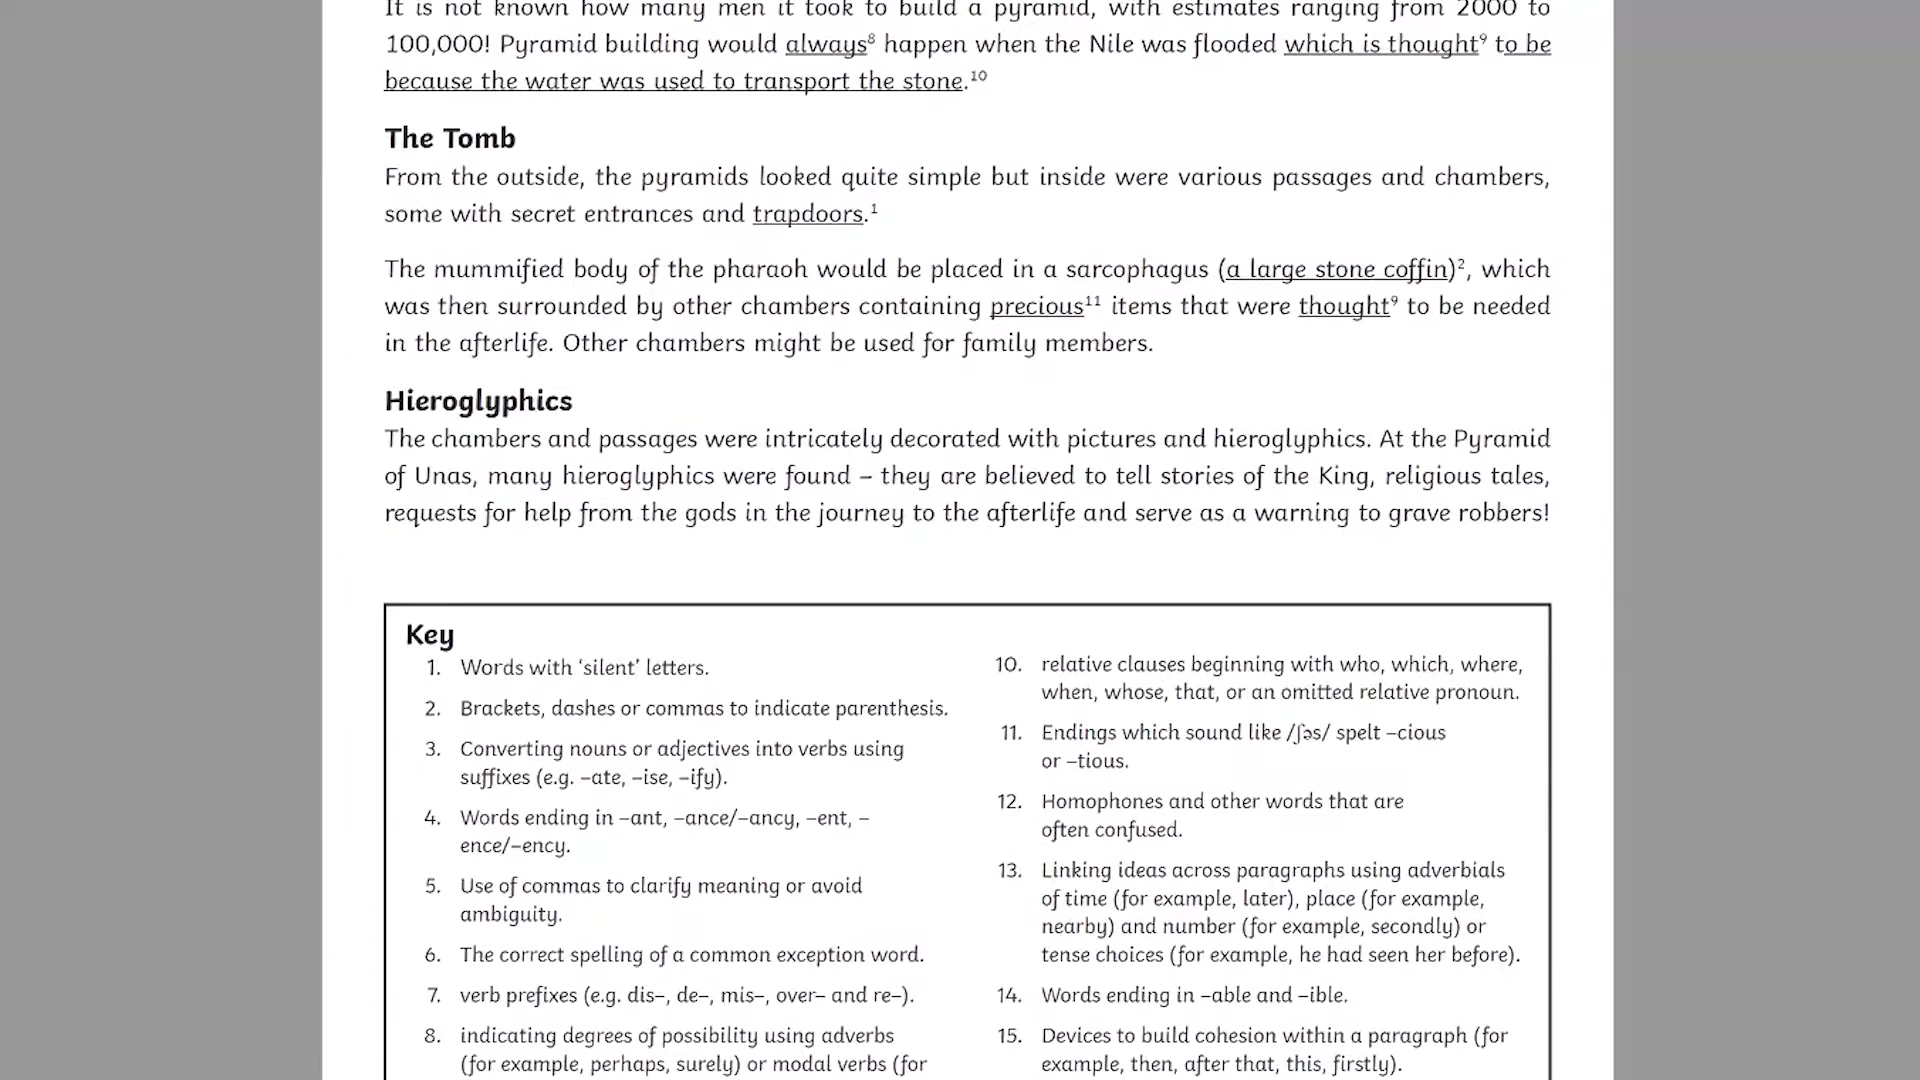 It is not known how many men it took to build a pyramid, with estimates ranging from 2000 to
100,000! Pyramid building would always⁸ happen when the Nile was flooded which is thought⁹ to be
because the water was used to transport the stone.¹⁰
The Tomb
From the outside, the pyramids looked quite simple but inside were various passages and chambers,
some with secret entrances and trapdoors.¹
The mummified body of the pharaoh would be placed in a sarcophagus (a large stone coffin)², which
was then surrounded by other chambers containing precious¹¹ items that were thought⁹ to be needed
in the afterlife. Other chambers might be used for family members.
Hieroglyphics
The chambers and passages were intricately decorated with pictures and hieroglyphics. At the Pyramid
of Unas, many hieroglyphics were found – they are believed to tell stories of the King, religious tales,
requests for help from the gods in the journey to the afterlife and serve as a warning to grave robbers!
Key
1. Words with ‘silent’ letters.
2. Brackets, dashes or commas to indicate parenthesis.
3. Converting nouns or adjectives into verbs using
suffixes (e.g. –ate, –ise, –ify).
4. Words ending in –ant, –ance/–ancy, –ent, –
ence/–ency.
5. Use of commas to clarify meaning or avoid
ambiguity.
6. The correct spelling of a common exception word.
7. verb prefixes (e.g. dis–, de–, mis–, over– and re–).
8. indicating degrees of possibility using adverbs
(for example, perhaps, surely) or modal verbs (for
10. relative clauses beginning with who, which, where,
when, whose, that, or an omitted relative pronoun.
11. Endings which sound like /ʃəs/ spelt –cious
or –tious.
12. Homophones and other words that are
often confused.
13. Linking ideas across paragraphs using adverbials
of time (for example, later), place (for example,
nearby) and number (for example, secondly) or
tense choices (for example, he had seen her before).
14. Words ending in –able and –ible.
15. Devices to build cohesion within a paragraph (for
example, then, after that, this, firstly).